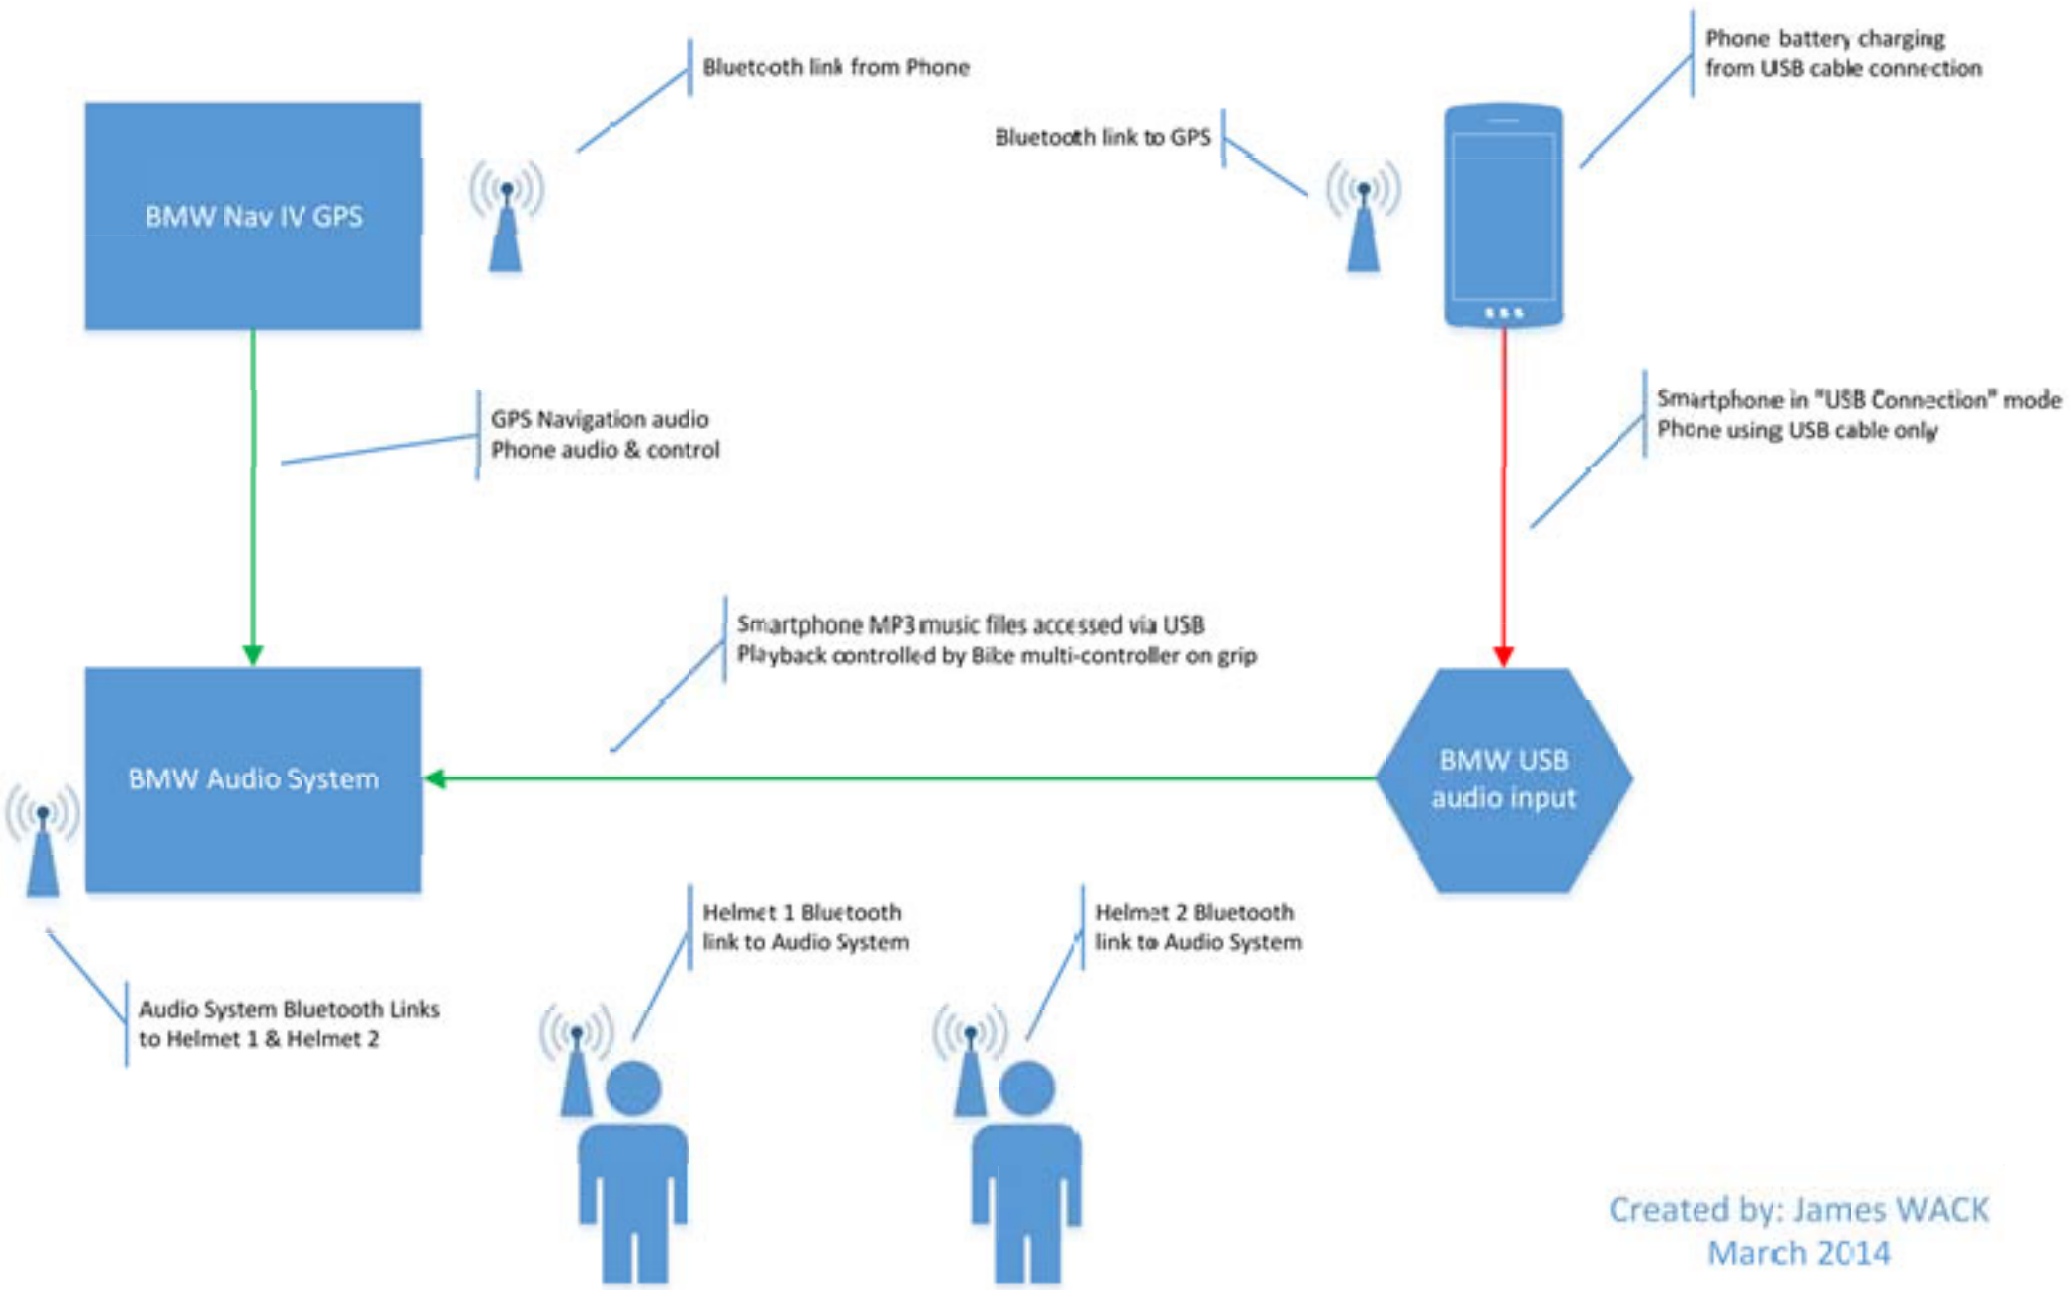 Bluetooth link from Phone
Phone battery charging
from USB cable connection
Bluetooth link to GPS
BMW Nav IV GPS
GPS Navigation audio
Phone audio & control
Smartphone in "USB Connection" mode
Phone using USB cable only
Smartphone MP3 music files accessed via USB
Playback controlled by Bike multi-controller on grip
BMW Audio System
BMW USB
audio input
Helmet 1 Bluetooth
link to Audio System
Helmet 2 Bluetooth
link to Audio System
Audio System Bluetooth Links
to Helmet 1 & Helmet 2
Created by: James WACK
March 2014